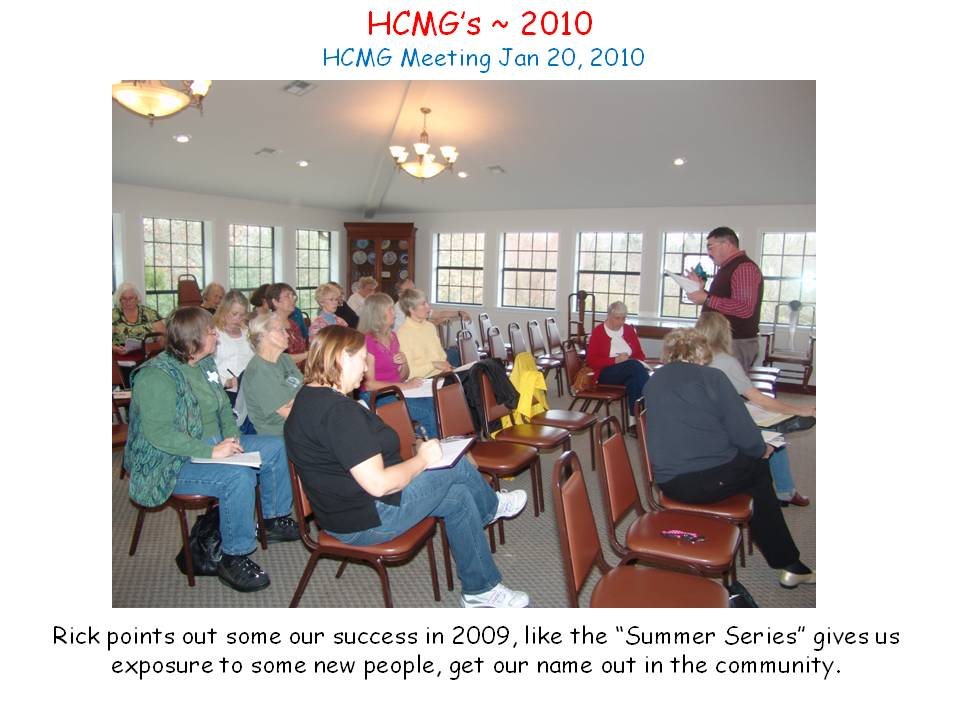 HCMG’s ~ 2010
HCMG Meeting Jan 20, 2010
Rick points out some our success in 2009, like the “Summer Series” gives us
exposure to some new people, get our name out in the community.